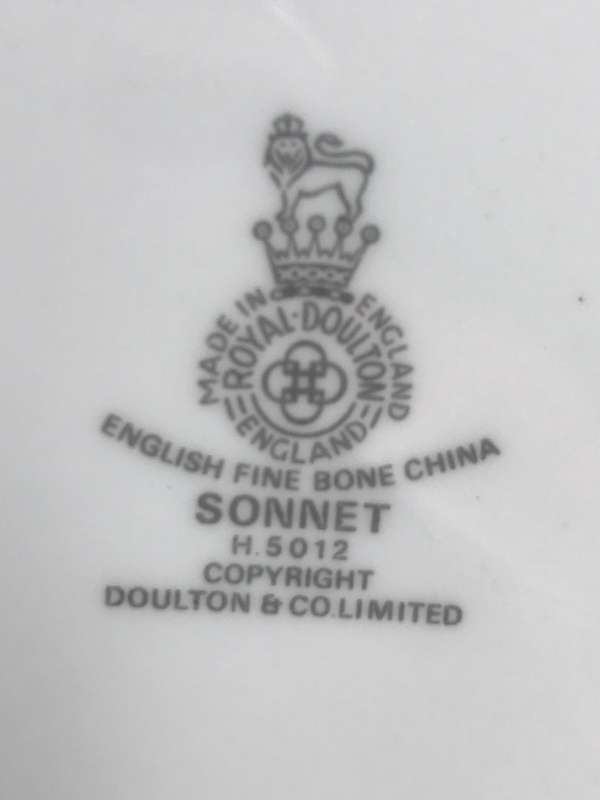 MADE IN ENGLAND
ROYAL·DOULTON
ENGLAND
ENGLISH FINE BONE CHINA
SONNET
H.5012
COPYRIGHT
DOULTON & CO.LIMITED